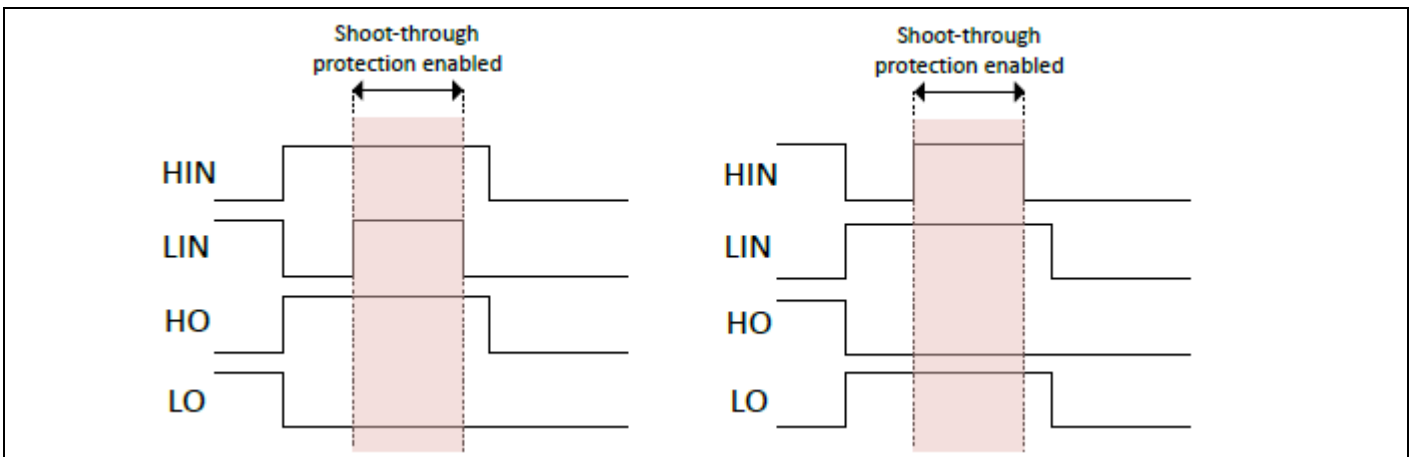 Shoot-through
protection enabled
HIN
LIN
HO
LO
Shoot-through
protection enabled
HIN
LIN
HO
LO